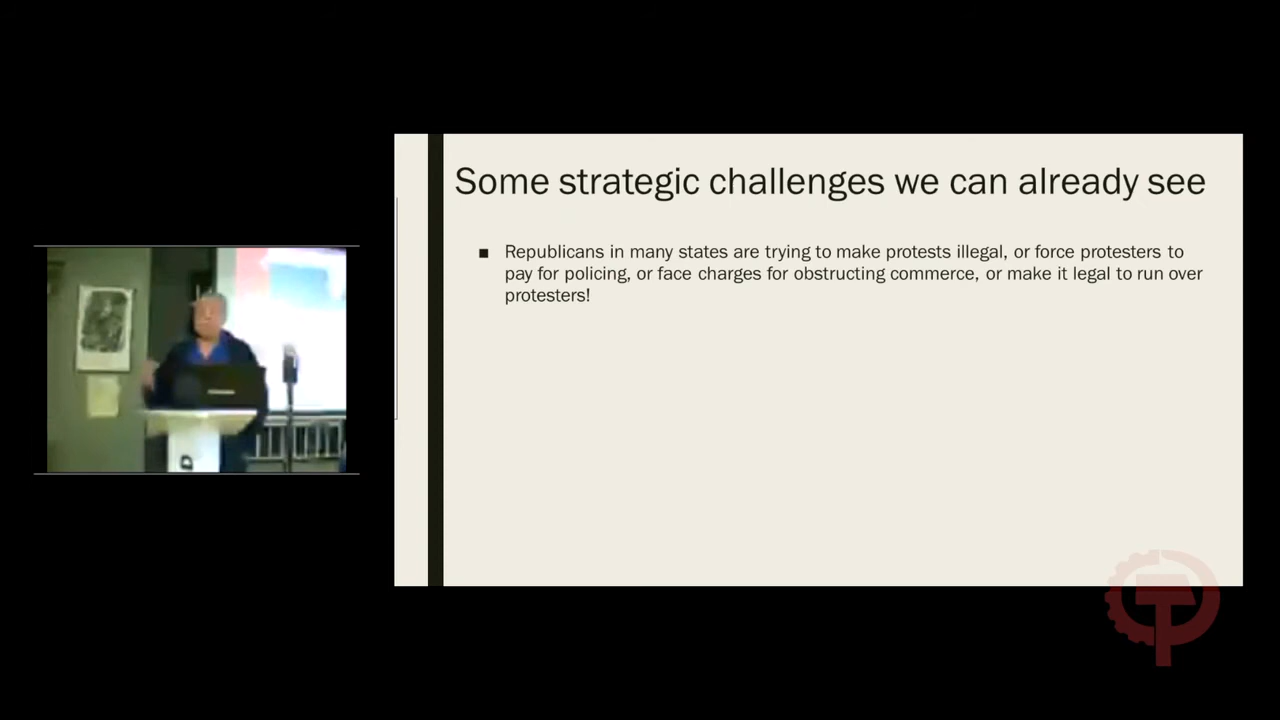 Some strategic challenges we can already see
■ Republicans in many states are trying to make protests illegal, or force protesters to
pay for policing, or face charges for obstructing commerce, or make it legal to run over
protesters!